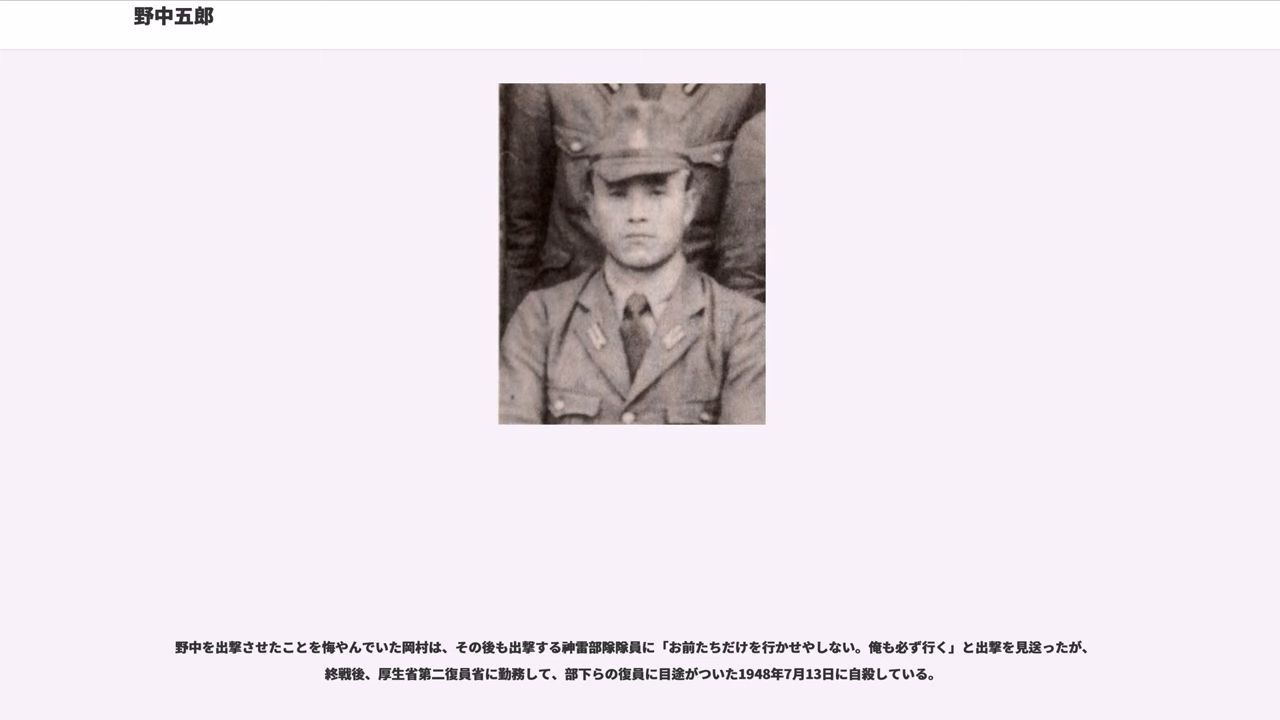 野中五郎
野中を出撃させたことを悔やんでいた岡村は、その後も出撃する神雷部隊隊員に「お前たちだけを行かせやしない。俺も必ず行く」と出撃を見送ったが、
終戦後、厚生省第二復員省に勤務して、部下らの復員に目途がついた1948年7月13日に自殺している。